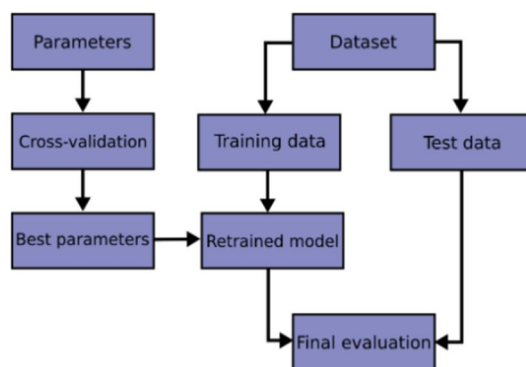 Parameters
Dataset
Cross-validation
Training data
Test data
Best parameters
Retrained model
Final evaluation